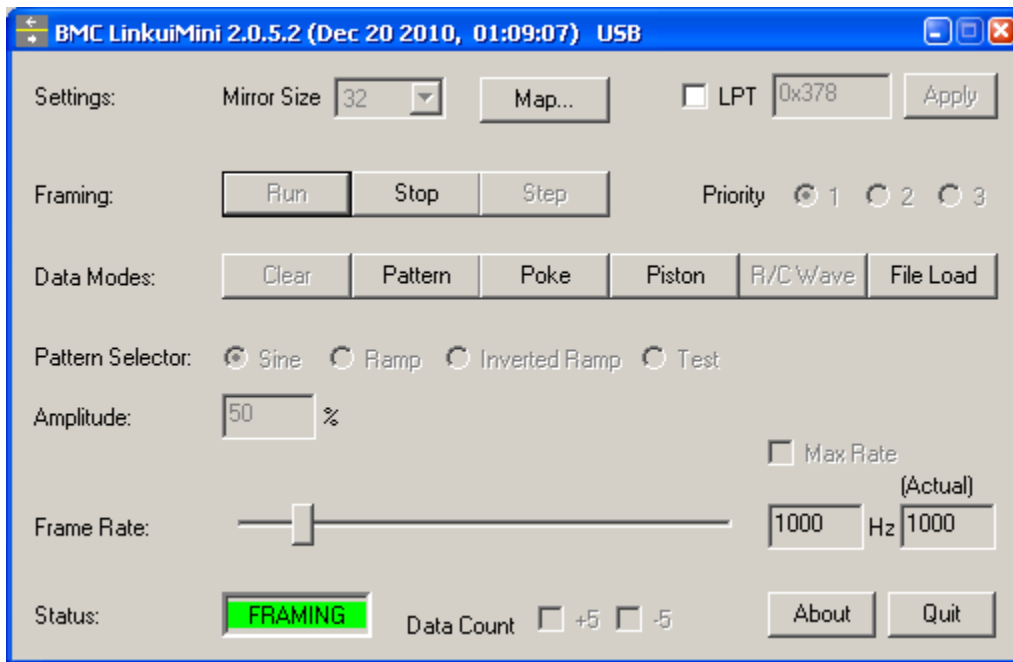 BMC LinkuiMini 2.0.5.2 (Dec 20 2010, 01:09:07) USB
Settings: Mirror Size 32 Map... LPT 0x378 Apply
Framing: Run Stop Step Priority 1 2 3
Data Modes: Clear Pattern Poke Piston R/C Wave File Load
Pattern Selector: Sine Ramp Inverted Ramp Test
Amplitude: 50 %
Max Rate
(Actual)
Frame Rate: 1000 Hz 1000
Status: FRAMING Data Count +5 -5 About Quit